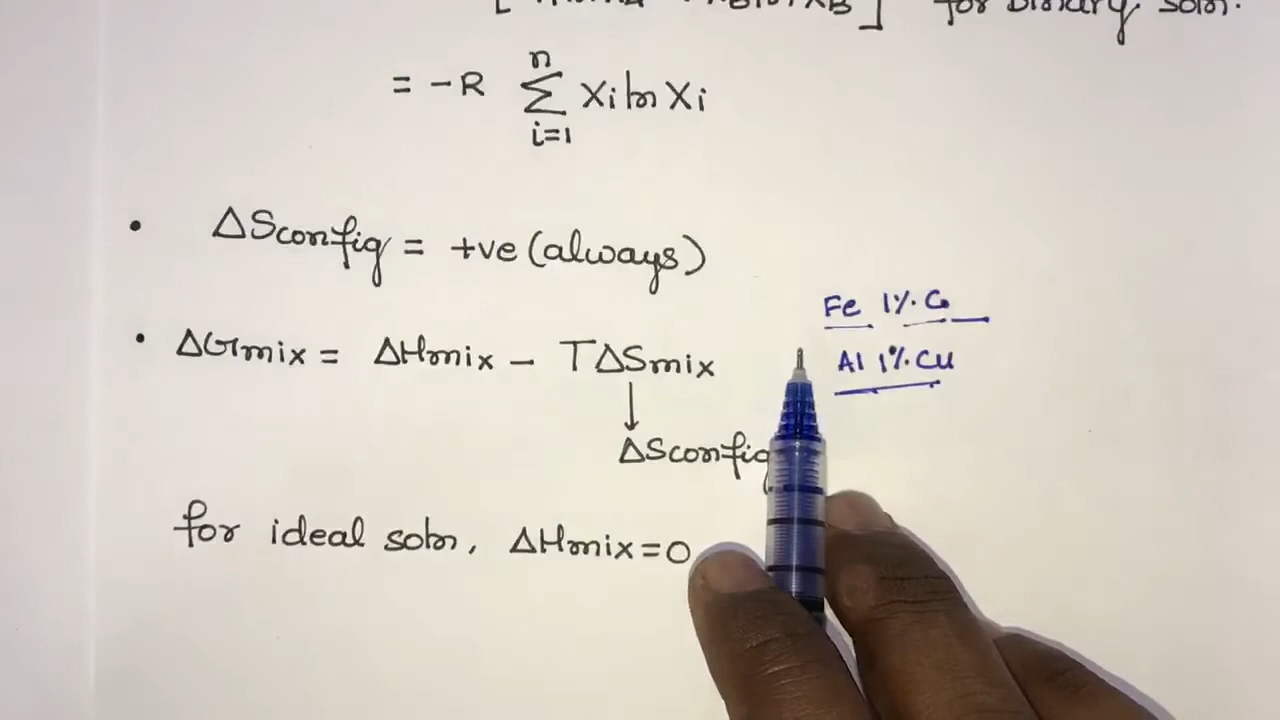 for binary soln.
= -R n Σ i=1 Xi ln Xi
• ΔSconfig = +ve (always)
• ΔGmix = ΔHmix - TΔSmix
↓
ΔSconfig
for ideal soln, ΔHmix=0
Fe 1%. C
Al 1%. Cu